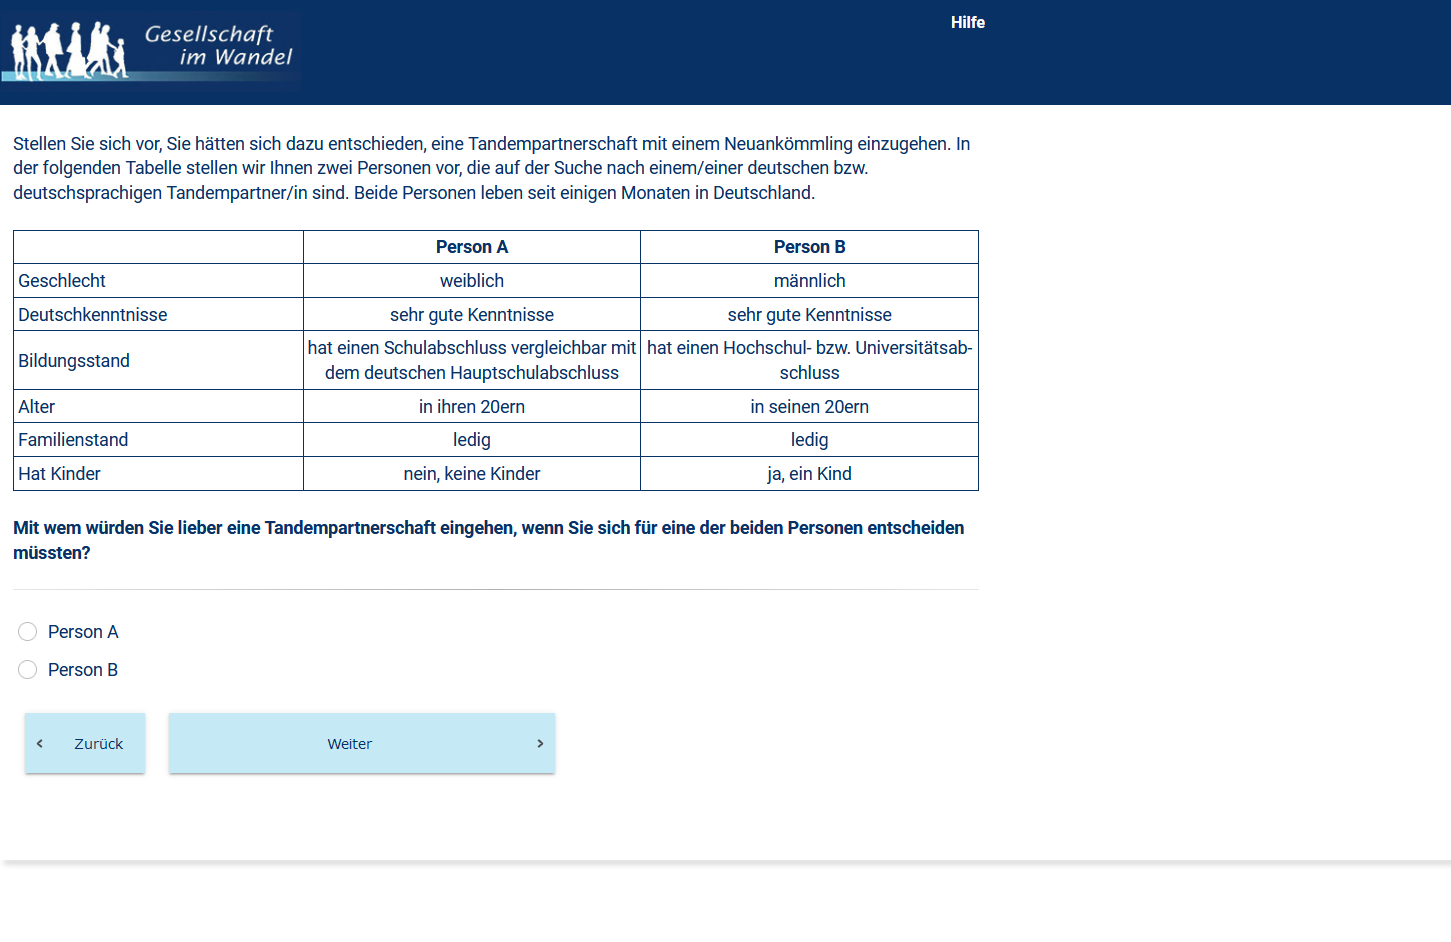 Gesellschaft
im Wandel
Hilfe
Stellen Sie sich vor, Sie hätten sich dazu entschieden, eine Tandempartnerschaft mit einem Neuankömmling einzugehen. In
der folgenden Tabelle stellen wir Ihnen zwei Personen vor, die auf der Suche nach einem/einer deutschen bzw.
deutschsprachigen Tandempartner/in sind. Beide Personen leben seit einigen Monaten in Deutschland.
Person A Person B
Geschlecht weiblich männlich
Deutschkenntnisse sehr gute Kenntnisse sehr gute Kenntnisse
Bildungsstand hat einen Schulabschluss vergleichbar mit
dem deutschen Hauptschulabschluss hat einen Hochschul- bzw. Universitätsab-
schluss
Alter in ihren 20ern in seinen 20ern
Familienstand ledig ledig
Hat Kinder nein, keine Kinder ja, ein Kind
Mit wem würden Sie lieber eine Tandempartnerschaft eingehen, wenn Sie sich für eine der beiden Personen entscheiden
müssten?
Person A
Person B
Zurück
Weiter